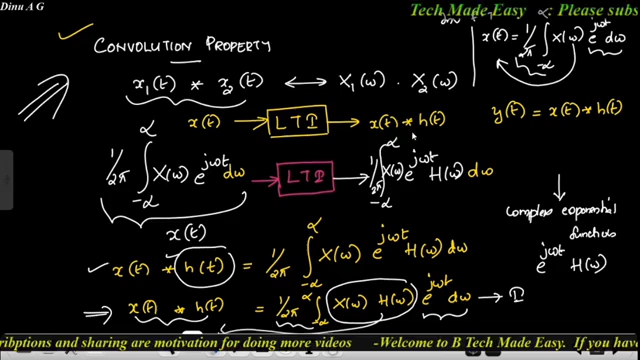 Dinu A G
Tech Made Easy ∝: Please subs
CONVOLUTION PROPERTY
x(t) = 1/2π ∫_{-∝} X(ω) e^{jωt} dω
x₁(t) * x₂(t) ⟷ X₁(ω) . X₂(ω)
x(t) → LTI → x(t) * h(t)
y(t) = x(t) * h(t)
1/2π ∫_{-∝}^{∝} X(ω) e^{jωt} dω → LTI → 1/2π ∫_{-∝}^{∝} X(ω) e^{jωt} H(ω) dω
x(t)
complex exponential
functions
e^{jωt} H(ω)
✓ x(t) * h(t) = 1/2π ∫_{-∝}^{∝} X(ω) e^{jωt} H(ω) dω
⇒ x(t) * h(t) = 1/2π ∫_{-∝}^{∝} X(ω) H(ω) e^{jωt} dω → I
ribptions and sharing are motivation for doing more videos -Welcome to B Tech Made Easy. If you hav